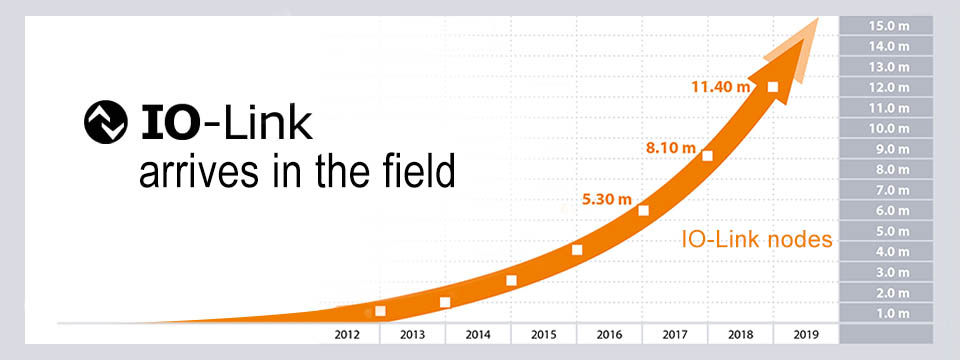 IO-Link
arrives in the field
11.40 m
8.10 m
5.30 m
IO-Link nodes
15.0 m
14.0 m
13.0 m
12.0 m
11.0 m
10.0 m
9.0 m
8.0 m
7.0 m
6.0 m
5.0 m
4.0 m
3.0 m
2.0 m
1.0 m
2012 2013 2014 2015 2016 2017 2018 2019